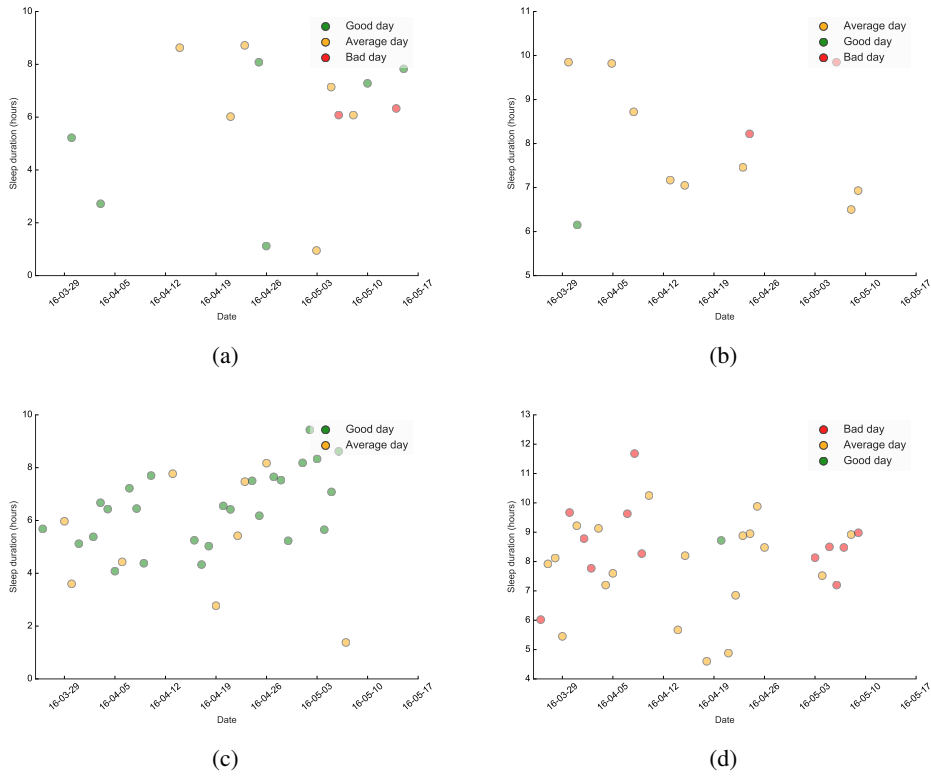 10
8
6
4
2
0
Sleep duration (hours)
Good day
Average day
Bad day
16-03-29
16-04-05
16-04-12
16-04-19
16-04-26
16-05-03
16-05-10
16-05-17
Date
(a)
11
10
9
8
7
6
5
Sleep duration (hours)
Average day
Good day
Bad day
16-03-29
16-04-05
16-04-12
16-04-19
16-04-26
16-05-03
16-05-10
16-05-17
Date
(b)
10
8
6
4
2
0
Sleep duration (hours)
Good day
Average day
16-03-29
16-04-05
16-04-12
16-04-19
16-04-26
16-05-03
16-05-10
16-05-17
Date
(c)
13
12
11
10
9
8
7
6
5
4
Sleep duration (hours)
Bad day
Average day
Good day
16-03-29
16-04-05
16-04-12
16-04-19
16-04-26
16-05-03
16-05-10
16-05-17
Date
(d)